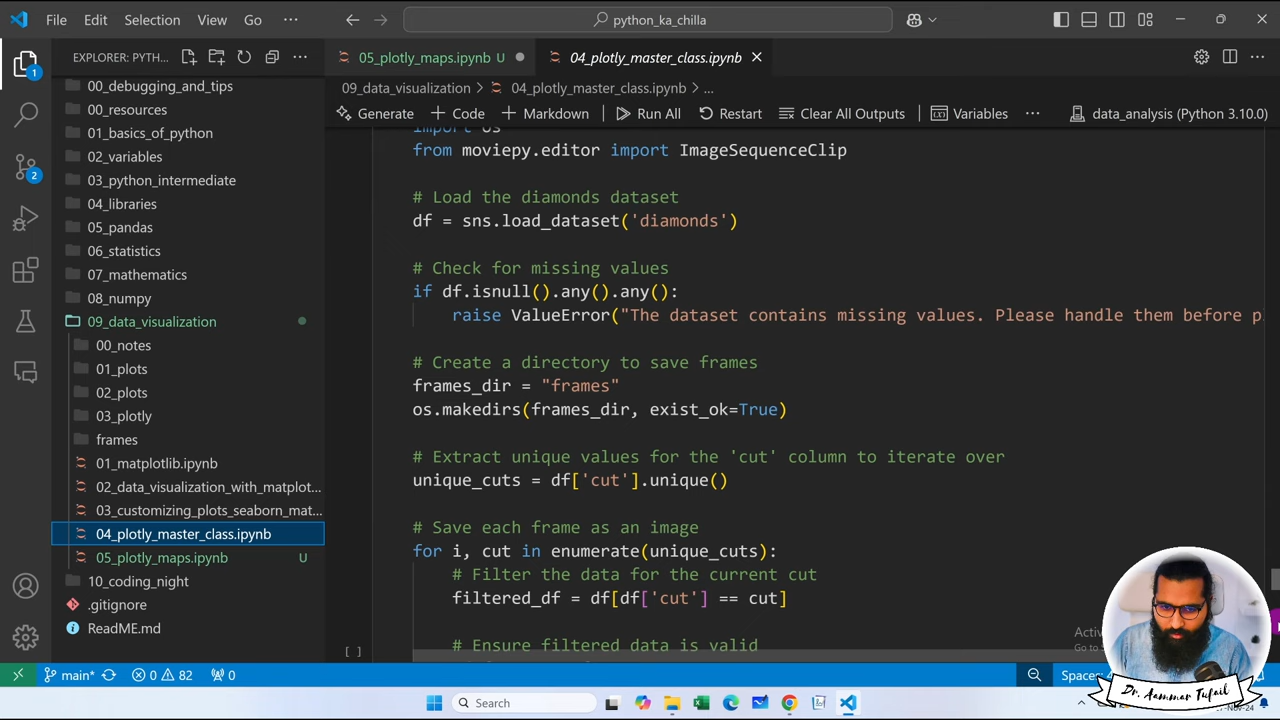 File Edit Selection View Go ··· python_ka_chilla
EXPLORER: PYTH... ··· 05_plotly_maps.ipynb U 04_plotly_master_class.ipynb
09_data_visualization > 04_plotly_master_class.ipynb > ...
Generate + Code + Markdown Run All Restart Clear All Outputs Variables ··· data_analysis (Python 3.10.0)
1
2
00_debugging_and_tips
00_resources
01_basics_of_python
02_variables
03_python_intermediate
04_libraries
05_pandas
06_statistics
07_mathematics
08_numpy
09_data_visualization
00_notes
01_plots
02_plots
03_plotly
frames
01_matplotlib.ipynb
02_data_visualization_with_matplot...
03_customizing_plots_seaborn_mat...
04_plotly_master_class.ipynb
05_plotly_maps.ipynb U
10_coding_night
.gitignore
ReadME.md
import os
from moviepy.editor import ImageSequenceClip
# Load the diamonds dataset
df = sns.load_dataset('diamonds')
# Check for missing values
if df.isnull().any().any():
raise ValueError("The dataset contains missing values. Please handle them before p
# Create a directory to save frames
frames_dir = "frames"
os.makedirs(frames_dir, exist_ok=True)
# Extract unique values for the 'cut' column to iterate over
unique_cuts = df['cut'].unique()
# Save each frame as an image
for i, cut in enumerate(unique_cuts):
# Filter the data for the current cut
filtered_df = df[df['cut'] == cut]
# Ensure filtered data is valid
[ ]
main* 0 82 0 Spaces:
Search
Dr. Aammar Tufail